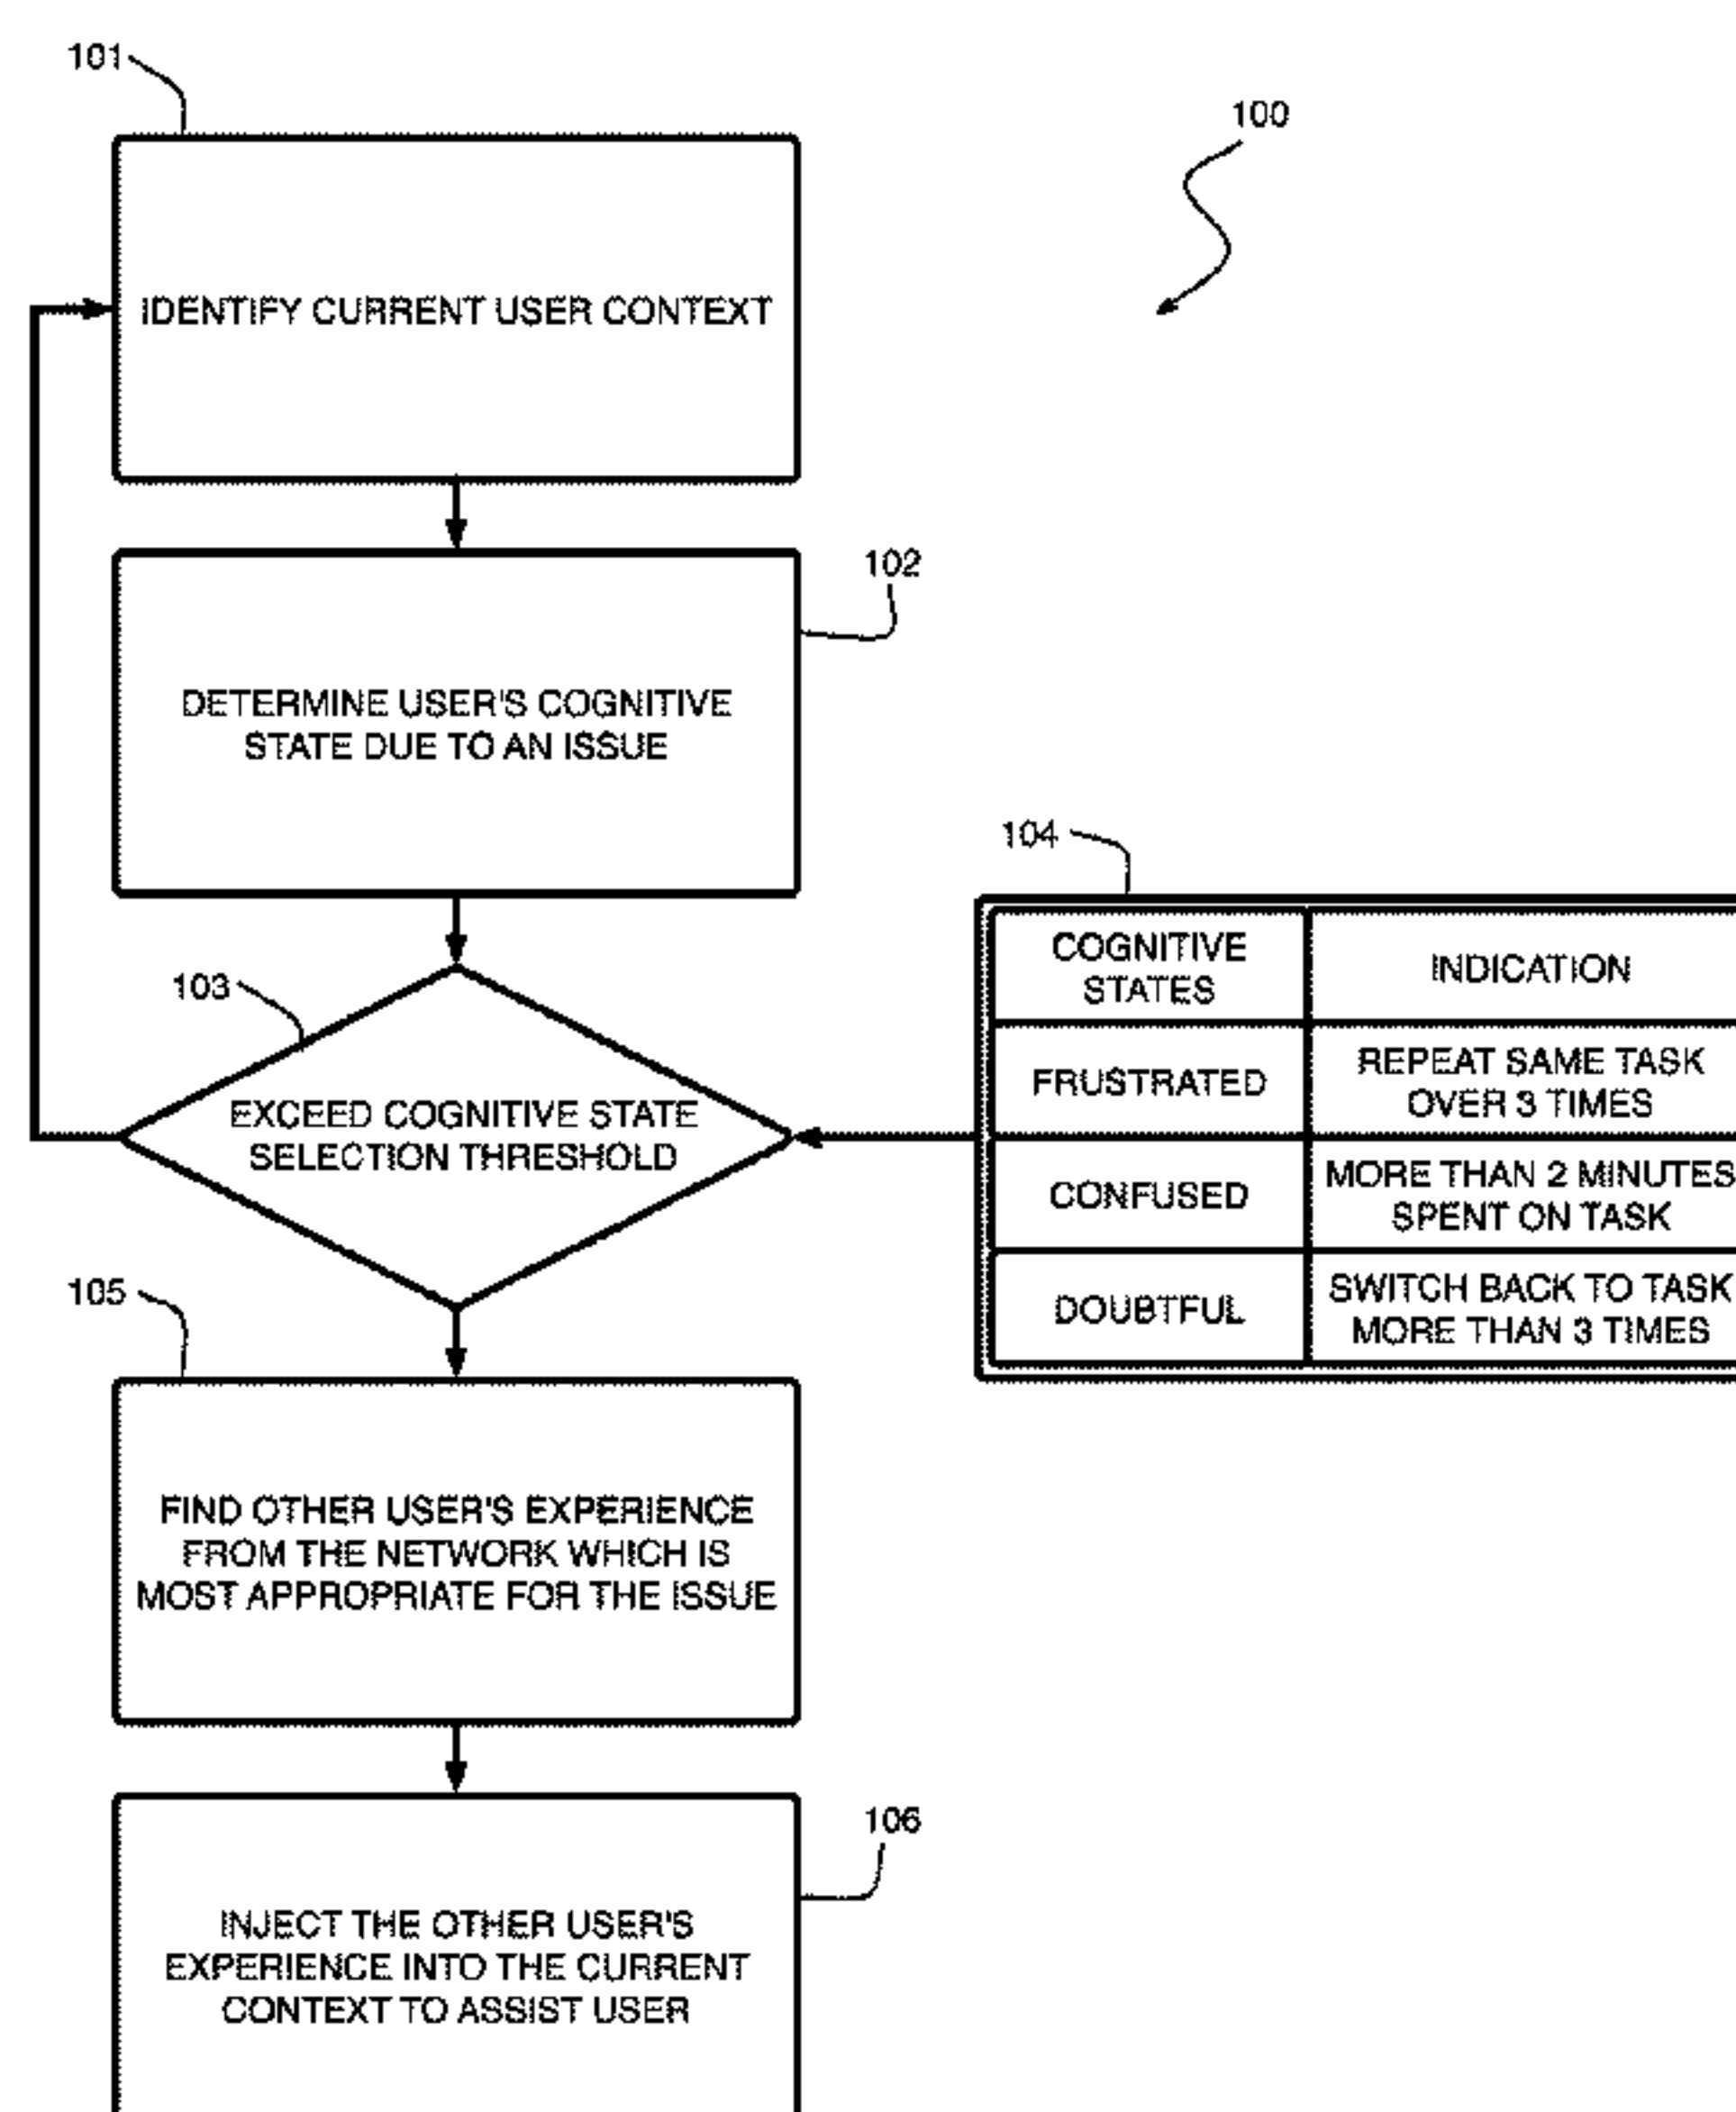 101
100
IDENTIFY CURRENT USER CONTEXT
102
DETERMINE USER'S COGNITIVE
STATE DUE TO AN ISSUE
103
EXCEED COGNITIVE STATE
SELECTION THRESHOLD
104
COGNITIVE
STATES
INDICATION
FRUSTRATED
REPEAT SAME TASK
OVER 3 TIMES
CONFUSED
MORE THAN 2 MINUTES
SPENT ON TASK
DOUBTFUL
SWITCH BACK TO TASK
MORE THAN 3 TIMES
105
FIND OTHER USER'S EXPERIENCE
FROM THE NETWORK WHICH IS
MOST APPROPRIATE FOR THE ISSUE
106
INJECT THE OTHER USER'S
EXPERIENCE INTO THE CURRENT
CONTEXT TO ASSIST USER